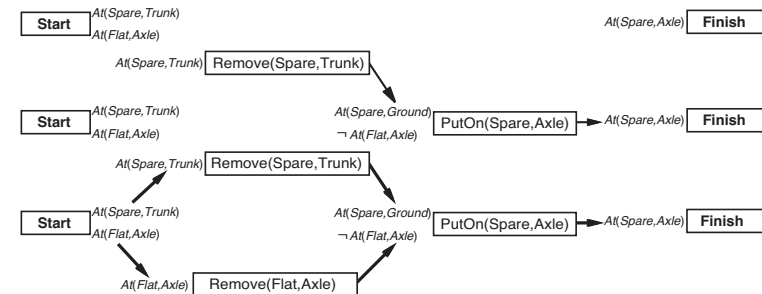 Start At(Spare,Trunk) At(Spare,Axle) Finish
At(Flat,Axle)
At(Spare,Trunk) Remove(Spare,Trunk)
Start At(Spare,Trunk) At(Spare,Ground) PutOn(Spare,Axle) At(Spare,Axle) Finish
At(Flat,Axle) ¬ At(Flat,Axle)
At(Spare,Trunk) Remove(Spare,Trunk)
Start At(Spare,Trunk) At(Spare,Ground) PutOn(Spare,Axle) At(Spare,Axle) Finish
At(Flat,Axle) ¬ At(Flat,Axle)
At(Flat,Axle) Remove(Flat,Axle)